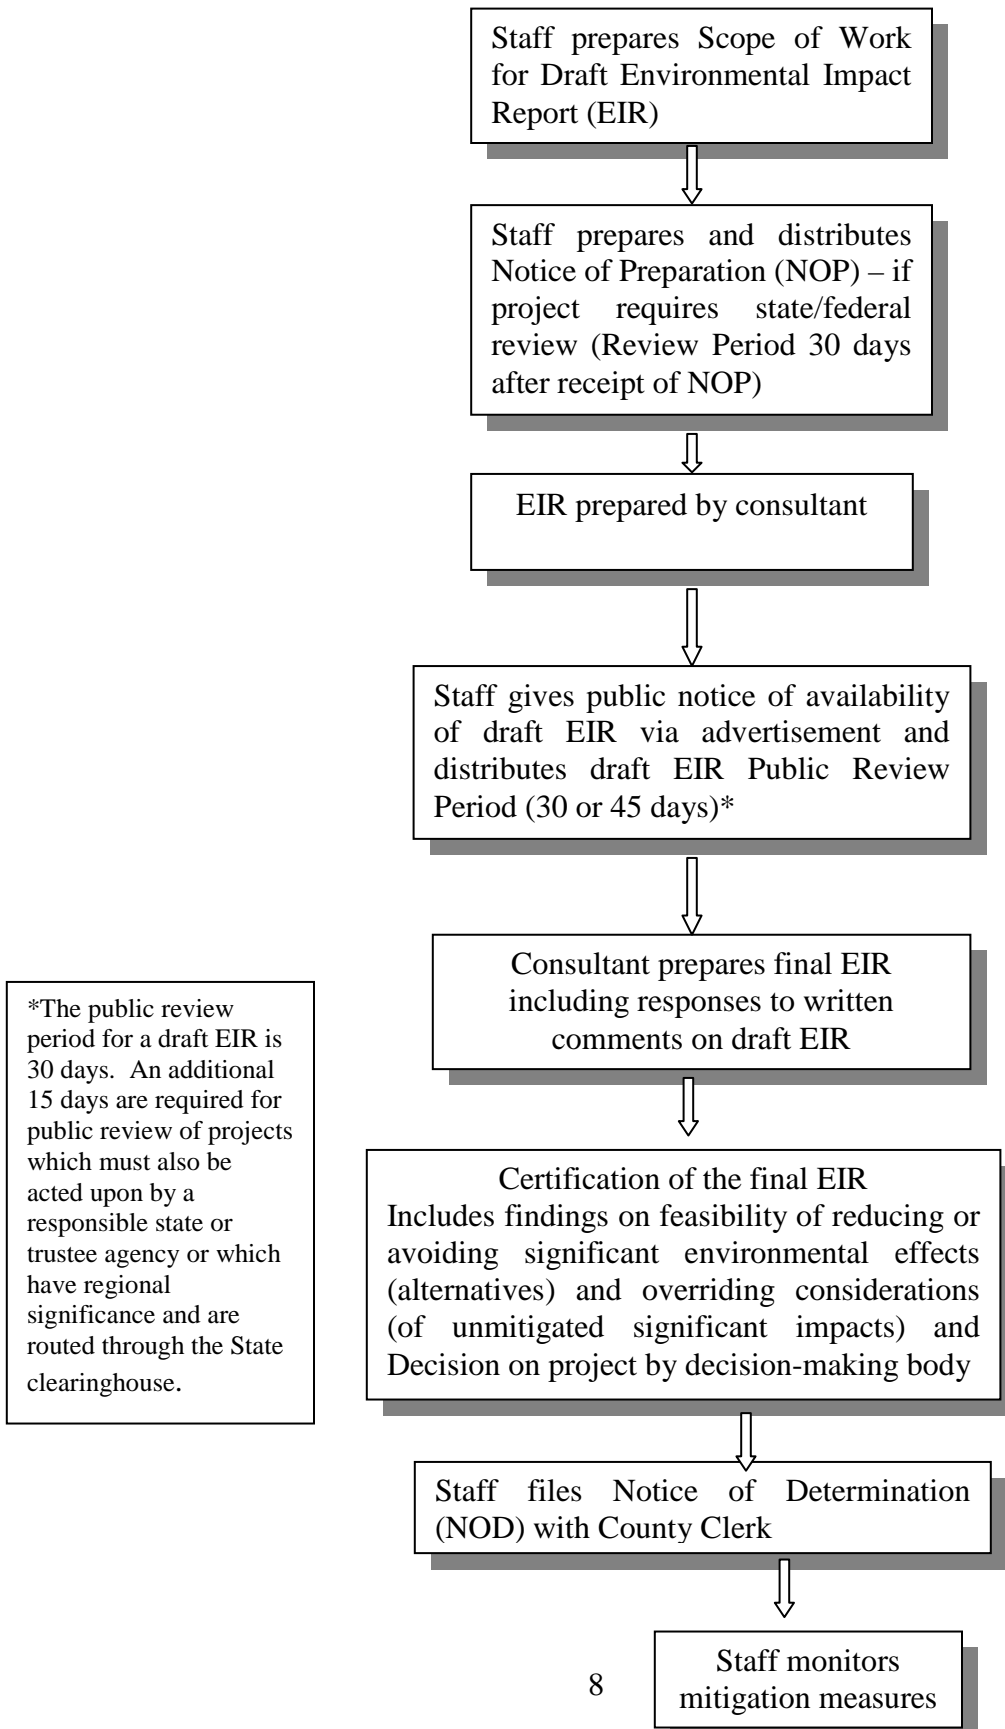 Staff prepares Scope of Work
for Draft Environmental Impact
Report (EIR)
Staff prepares and distributes
Notice of Preparation (NOP) – if
project requires state/federal
review (Review Period 30 days
after receipt of NOP)
EIR prepared by consultant
Staff gives public notice of availability
of draft EIR via advertisement and
distributes draft EIR Public Review
Period (30 or 45 days)*
Consultant prepares final EIR
including responses to written
comments on draft EIR
*The public review
period for a draft EIR is
30 days. An additional
15 days are required for
public review of projects
which must also be
acted upon by a
responsible state or
trustee agency or which
have regional
significance and are
routed through the State
clearinghouse.
Certification of the final EIR
Includes findings on feasibility of reducing or
avoiding significant environmental effects
(alternatives) and overriding considerations
(of unmitigated significant impacts) and
Decision on project by decision-making body
Staff files Notice of Determination
(NOD) with County Clerk
Staff monitors
mitigation measures
8